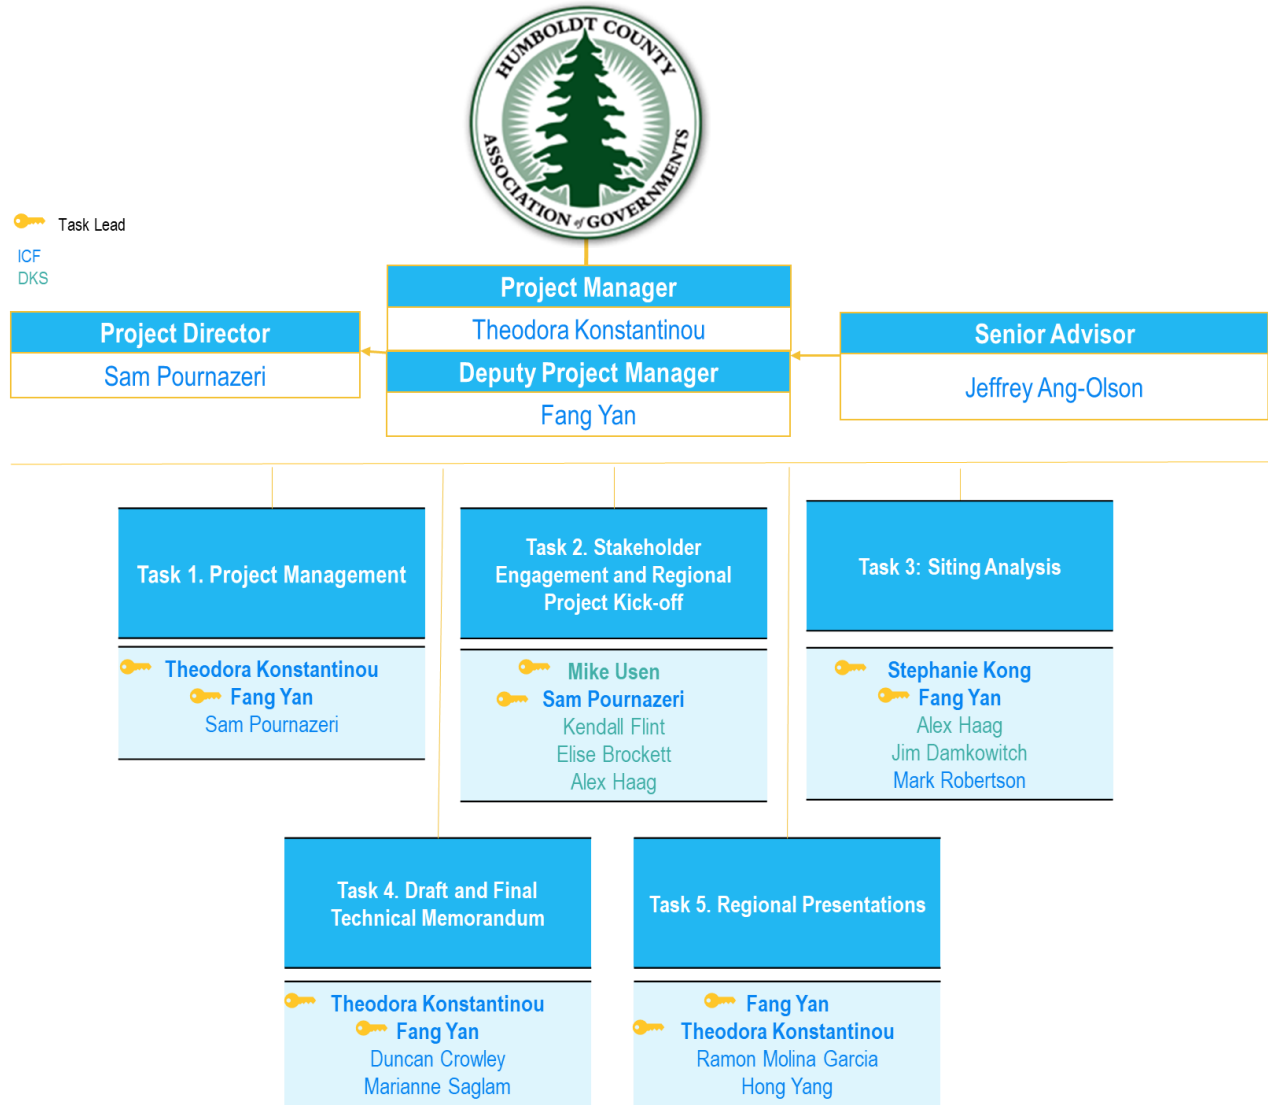 HUMBOLDT COUNTY
ASSOCIATION of GOVERNMENTS
Task Lead
ICF
DKS
Project Manager
Theodora Konstantinou
Deputy Project Manager
Fang Yan
Project Director
Sam Pournazeri
Senior Advisor
Jeffrey Ang-Olson
Task 1. Project Management
Theodora Konstantinou
Fang Yan
Sam Pournazeri
Task 2. Stakeholder
Engagement and Regional
Project Kick-off
Mike Usen
Sam Pournazeri
Kendall Flint
Elise Brockett
Alex Haag
Task 3: Siting Analysis
Stephanie Kong
Fang Yan
Alex Haag
Jim Damkowitch
Mark Robertson
Task 4. Draft and Final
Technical Memorandum
Theodora Konstantinou
Fang Yan
Duncan Crowley
Marianne Saglam
Task 5. Regional Presentations
Fang Yan
Theodora Konstantinou
Ramon Molina Garcia
Hong Yang